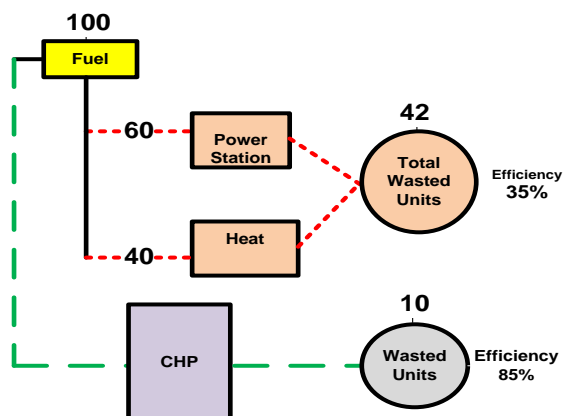 100
Fuel
60
Power
Station
42
Total
Wasted
Units
Efficiency
35%
40
Heat
CHP
10
Wasted
Units
Efficiency
85%